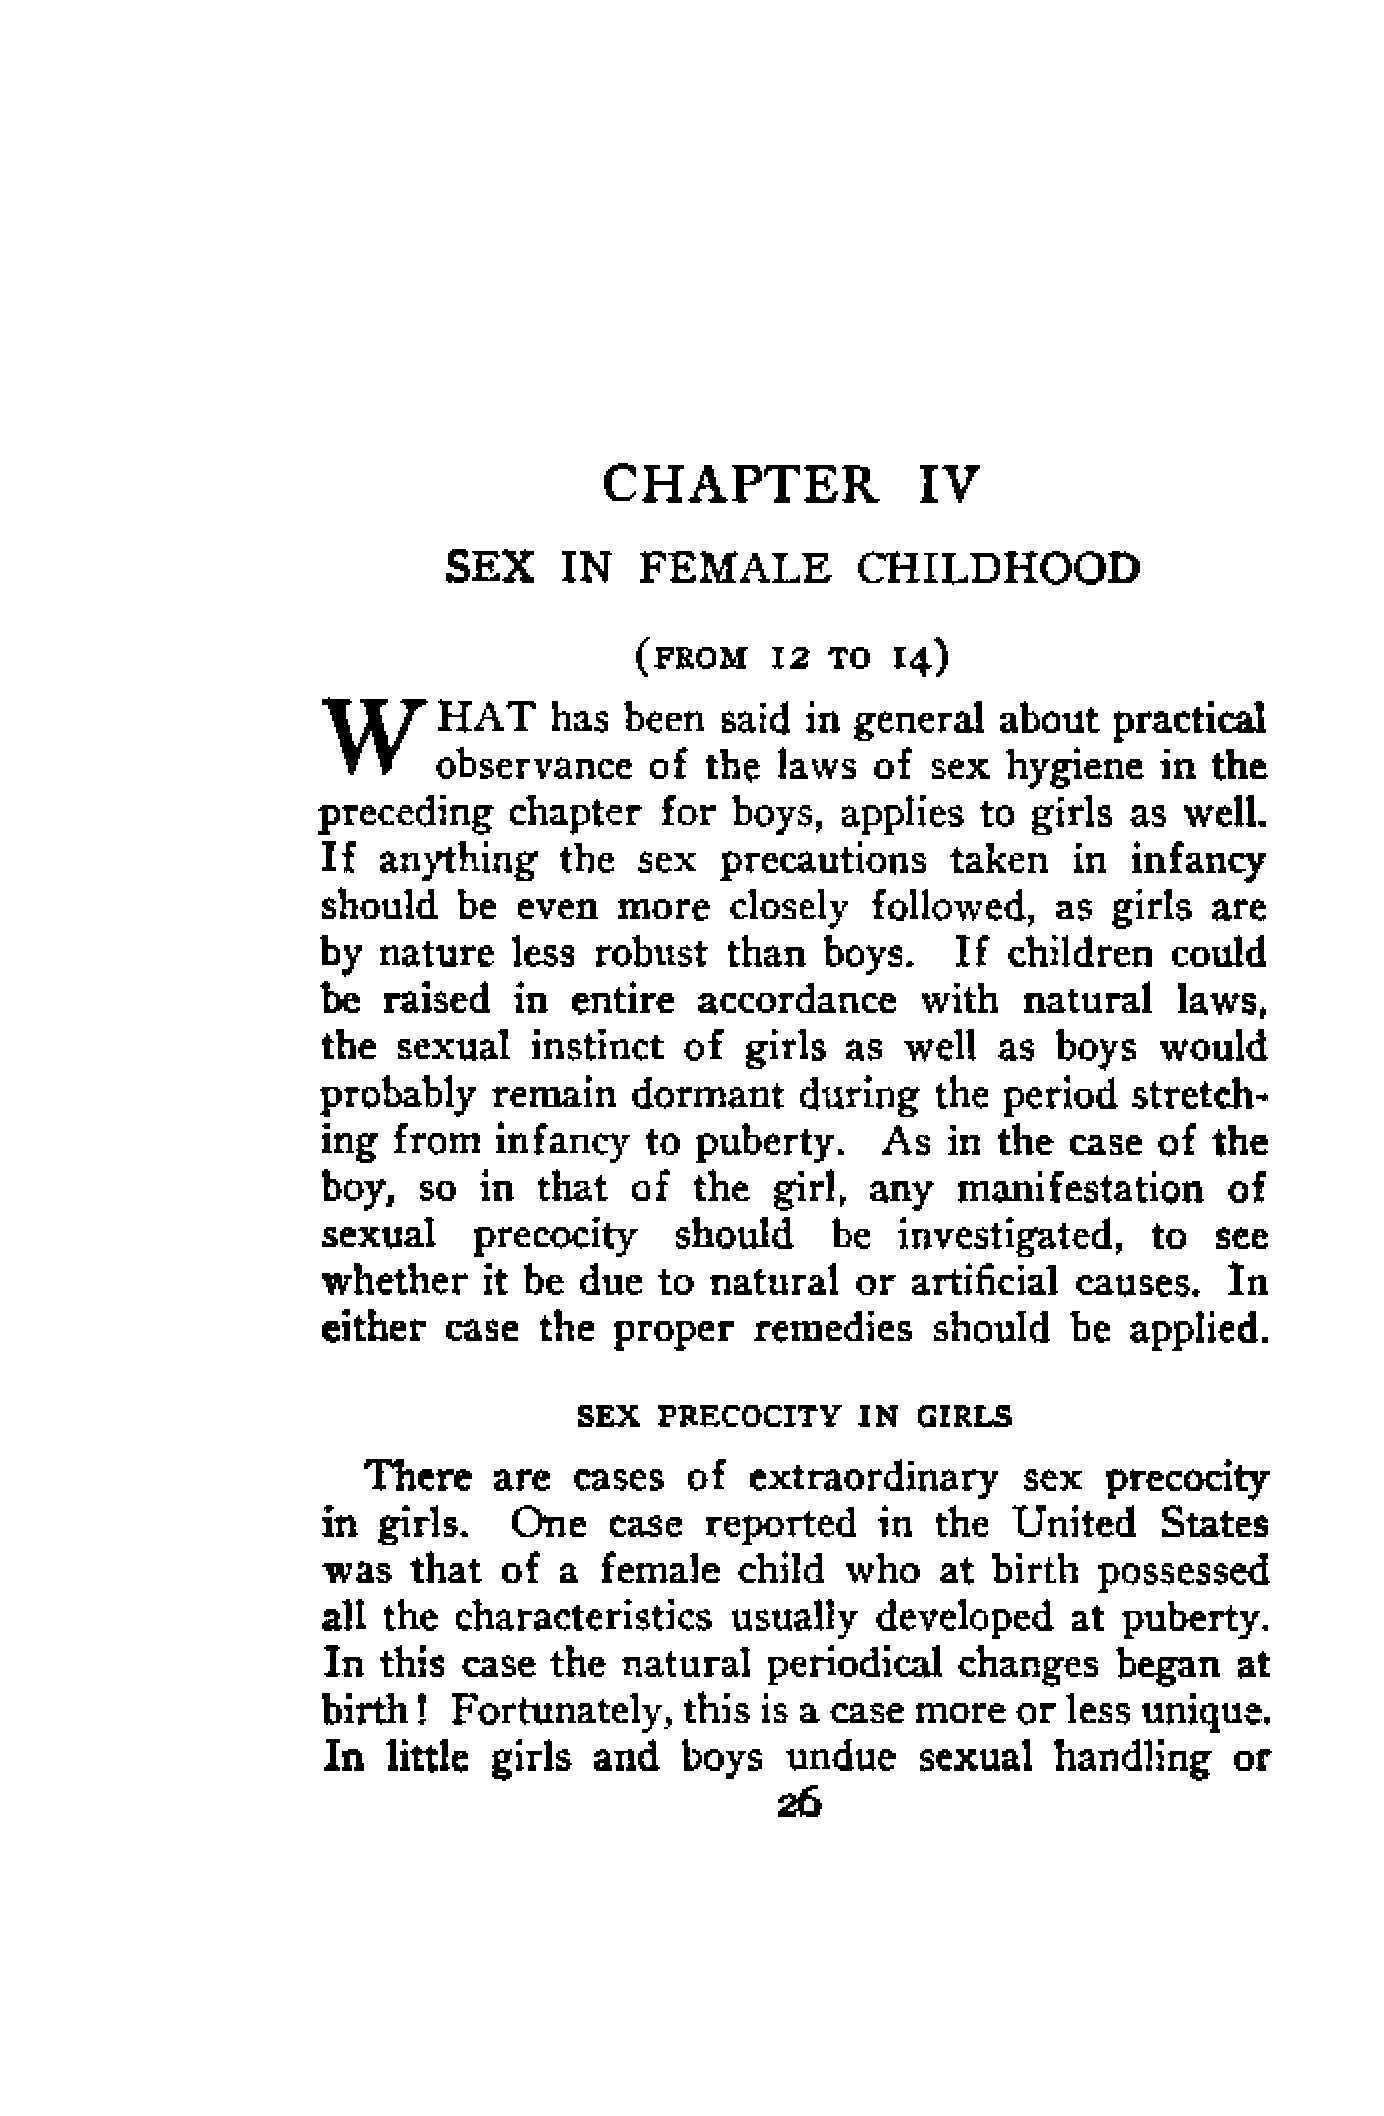 CHAPTER IV
SEX IN FEMALE CHILDHOOD
(FROM 12 TO 14)
WHAT has been said in general about practical
observance of the laws of sex hygiene in the
preceding chapter for boys, applies to girls as well.
If anything the sex precautions taken in infancy
should be even more closely followed, as girls are
by nature less robust than boys. If children could
be raised in entire accordance with natural laws,
the sexual instinct of girls as well as boys would
probably remain dormant during the period stretch-
ing from infancy to puberty. As in the case of the
boy, so in that of the girl, any manifestation of
sexual precocity should be investigated, to see
whether it be due to natural or artificial causes. In
either case the proper remedies should be applied.
SEX PRECOCITY IN GIRLS
There are cases of extraordinary sex precocity
in girls. One case reported in the United States
was that of a female child who at birth possessed
all the characteristics usually developed at puberty.
In this case the natural periodical changes began at
birth! Fortunately, this is a case more or less unique.
In little girls and boys undue sexual handling or
26